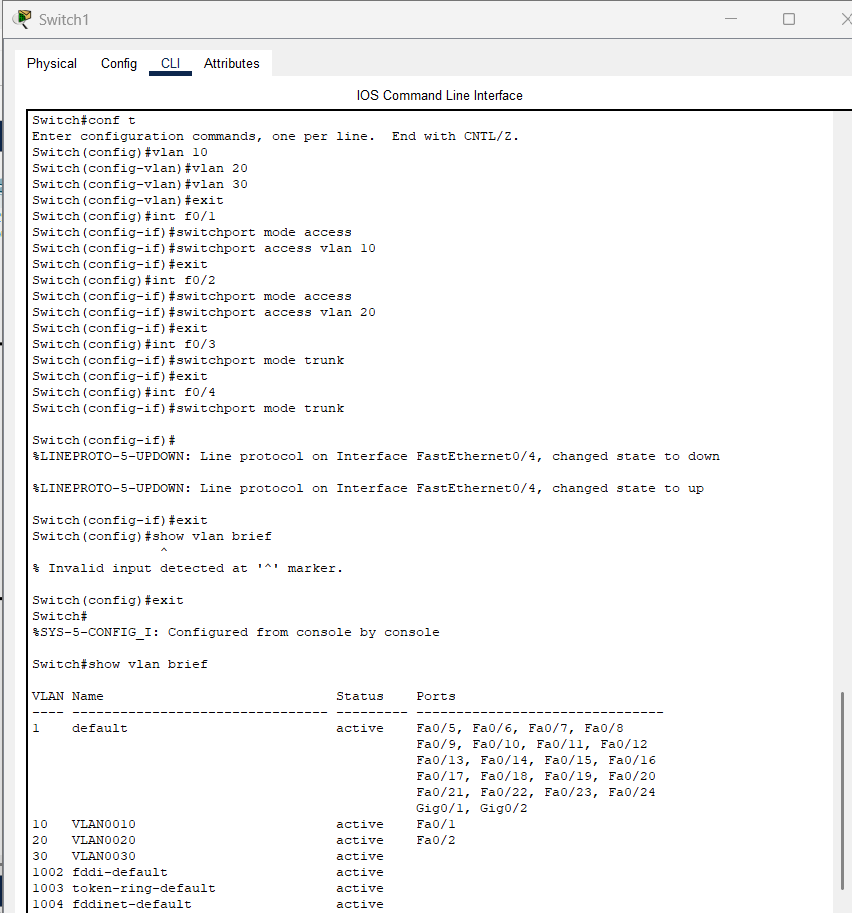 Switch1
Physical Config CLI Attributes
IOS Command Line Interface
Switch#conf t
Enter configuration commands, one per line.  End with CNTL/Z.
Switch(config)#vlan 10
Switch(config-vlan)#vlan 20
Switch(config-vlan)#vlan 30
Switch(config-vlan)#exit
Switch(config)#int f0/1
Switch(config-if)#switchport mode access
Switch(config-if)#switchport access vlan 10
Switch(config-if)#exit
Switch(config)#int f0/2
Switch(config-if)#switchport mode access
Switch(config-if)#switchport access vlan 20
Switch(config-if)#exit
Switch(config)#int f0/3
Switch(config-if)#switchport mode trunk
Switch(config-if)#exit
Switch(config)#int f0/4
Switch(config-if)#switchport mode trunk
Switch(config-if)#
%LINEPROTO-5-UPDOWN: Line protocol on Interface FastEthernet0/4, changed state to down
%LINEPROTO-5-UPDOWN: Line protocol on Interface FastEthernet0/4, changed state to up
Switch(config-if)#exit
Switch(config)#show vlan brief
^
% Invalid input detected at '^' marker.
Switch(config)#exit
Switch#
%SYS-5-CONFIG_I: Configured from console by console
Switch#show vlan brief
VLAN Name                             Status    Ports
---- -------------------------------- --------- -------------------------------
1    default                          active    Fa0/5, Fa0/6, Fa0/7, Fa0/8
                                                Fa0/9, Fa0/10, Fa0/11, Fa0/12
                                                Fa0/13, Fa0/14, Fa0/15, Fa0/16
                                                Fa0/17, Fa0/18, Fa0/19, Fa0/20
                                                Fa0/21, Fa0/22, Fa0/23, Fa0/24
                                                Gig0/1, Gig0/2
10   VLAN0010                         active    Fa0/1
20   VLAN0020                         active    Fa0/2
30   VLAN0030                         active
1002 fddi-default                     active
1003 token-ring-default               active
1004 fddinet-default                  active